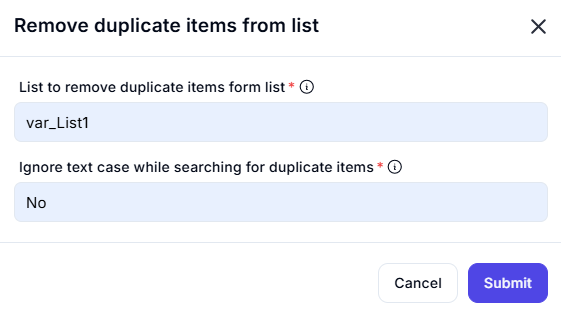 Remove duplicate items from list
List to remove duplicate items form list *
var_List1
Ignore text case while searching for duplicate items *
No
Cancel Submit